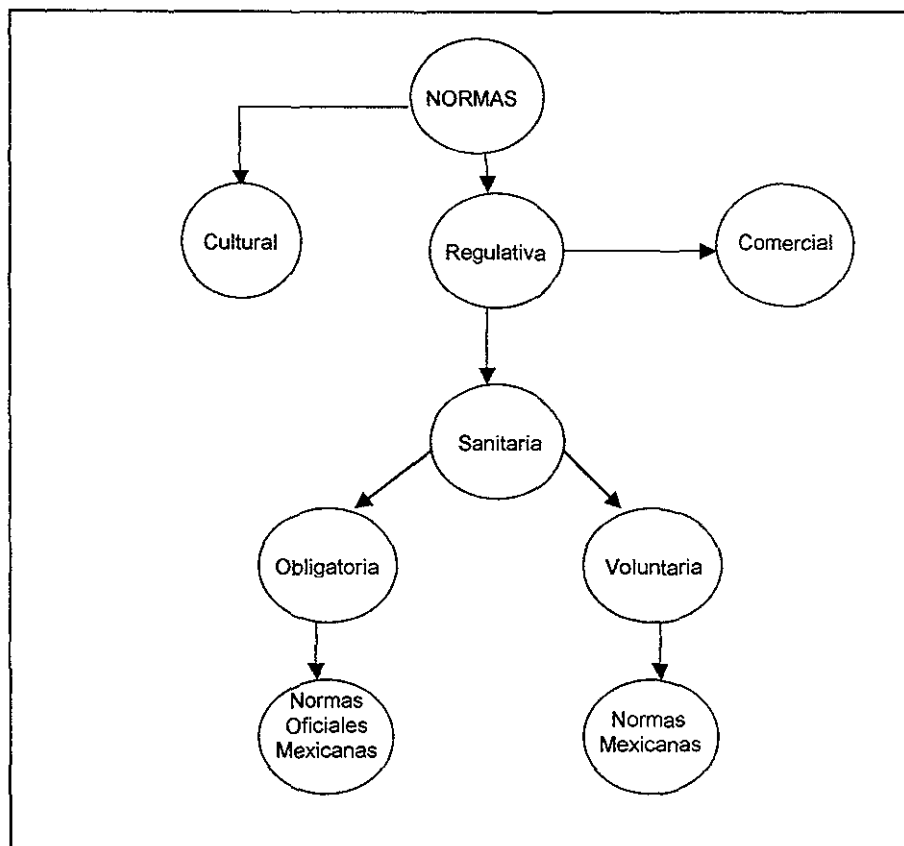 NORMAS
Cultural
Regulativa
Comercial
Sanitaria
Obligatoria
Voluntaria
Normas
Oficiales
Mexicanas
Normas
Mexicanas